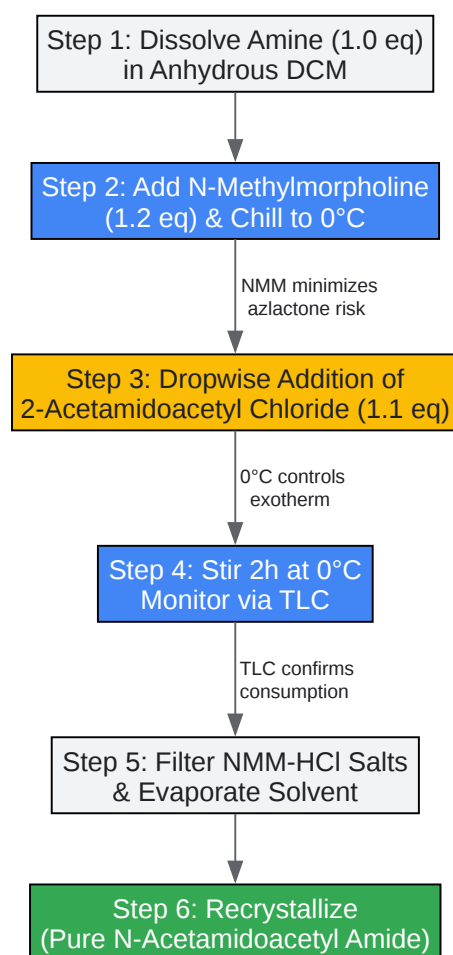 Step 1: Dissolve Amine (1.0 eq)
in Anhydrous DCM
Step 2: Add N-Methylmorpholine
(1.2 eq) & Chill to 0°C
NMM minimizes
azlactone risk
Step 3: Dropwise Addition of
2-Acetamidoacetyl Chloride (1.1 eq)
0°C controls
exotherm
Step 4: Stir 2h at 0°C
Monitor via TLC
TLC confirms
consumption
Step 5: Filter NMM-HCl Salts
& Evaporate Solvent
Step 6: Recrystallize
(Pure N-Acetamidoacetyl Amide)